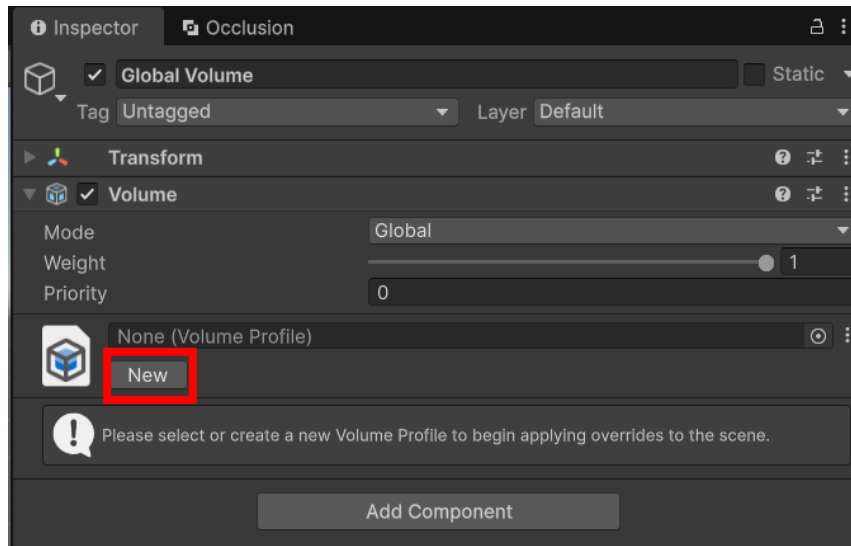 Inspector Occlusion
Global Volume Static
Tag Untagged Layer Default
Transform
Volume
Mode Global
Weight 1
Priority 0
None (Volume Profile)
New
Please select or create a new Volume Profile to begin applying overrides to the scene.
Add Component